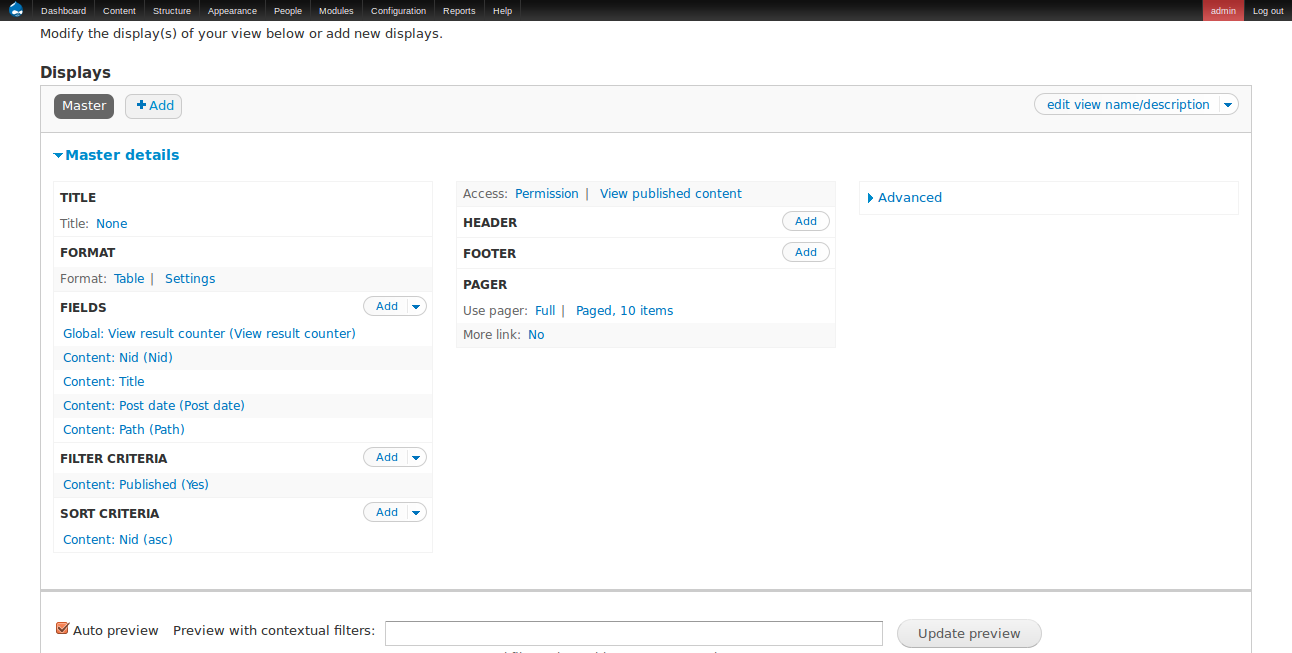 Dashboard Content Structure Appearance People Modules Configuration Reports Help admin Log out
Modify the display(s) of your view below or add new displays.
Displays
Master Add edit view name/description
Master details
TITLE
Title: None
FORMAT
Format: Table | Settings
FIELDS Add
Global: View result counter (View result counter)
Content: Nid (Nid)
Content: Title
Content: Post date (Post date)
Content: Path (Path)
FILTER CRITERIA Add
Content: Published (Yes)
SORT CRITERIA Add
Content: Nid (asc)
Access: Permission | View published content
HEADER Add
FOOTER Add
PAGER
Use pager: Full | Paged, 10 items
More link: No
Advanced
Auto preview Preview with contextual filters: Update preview